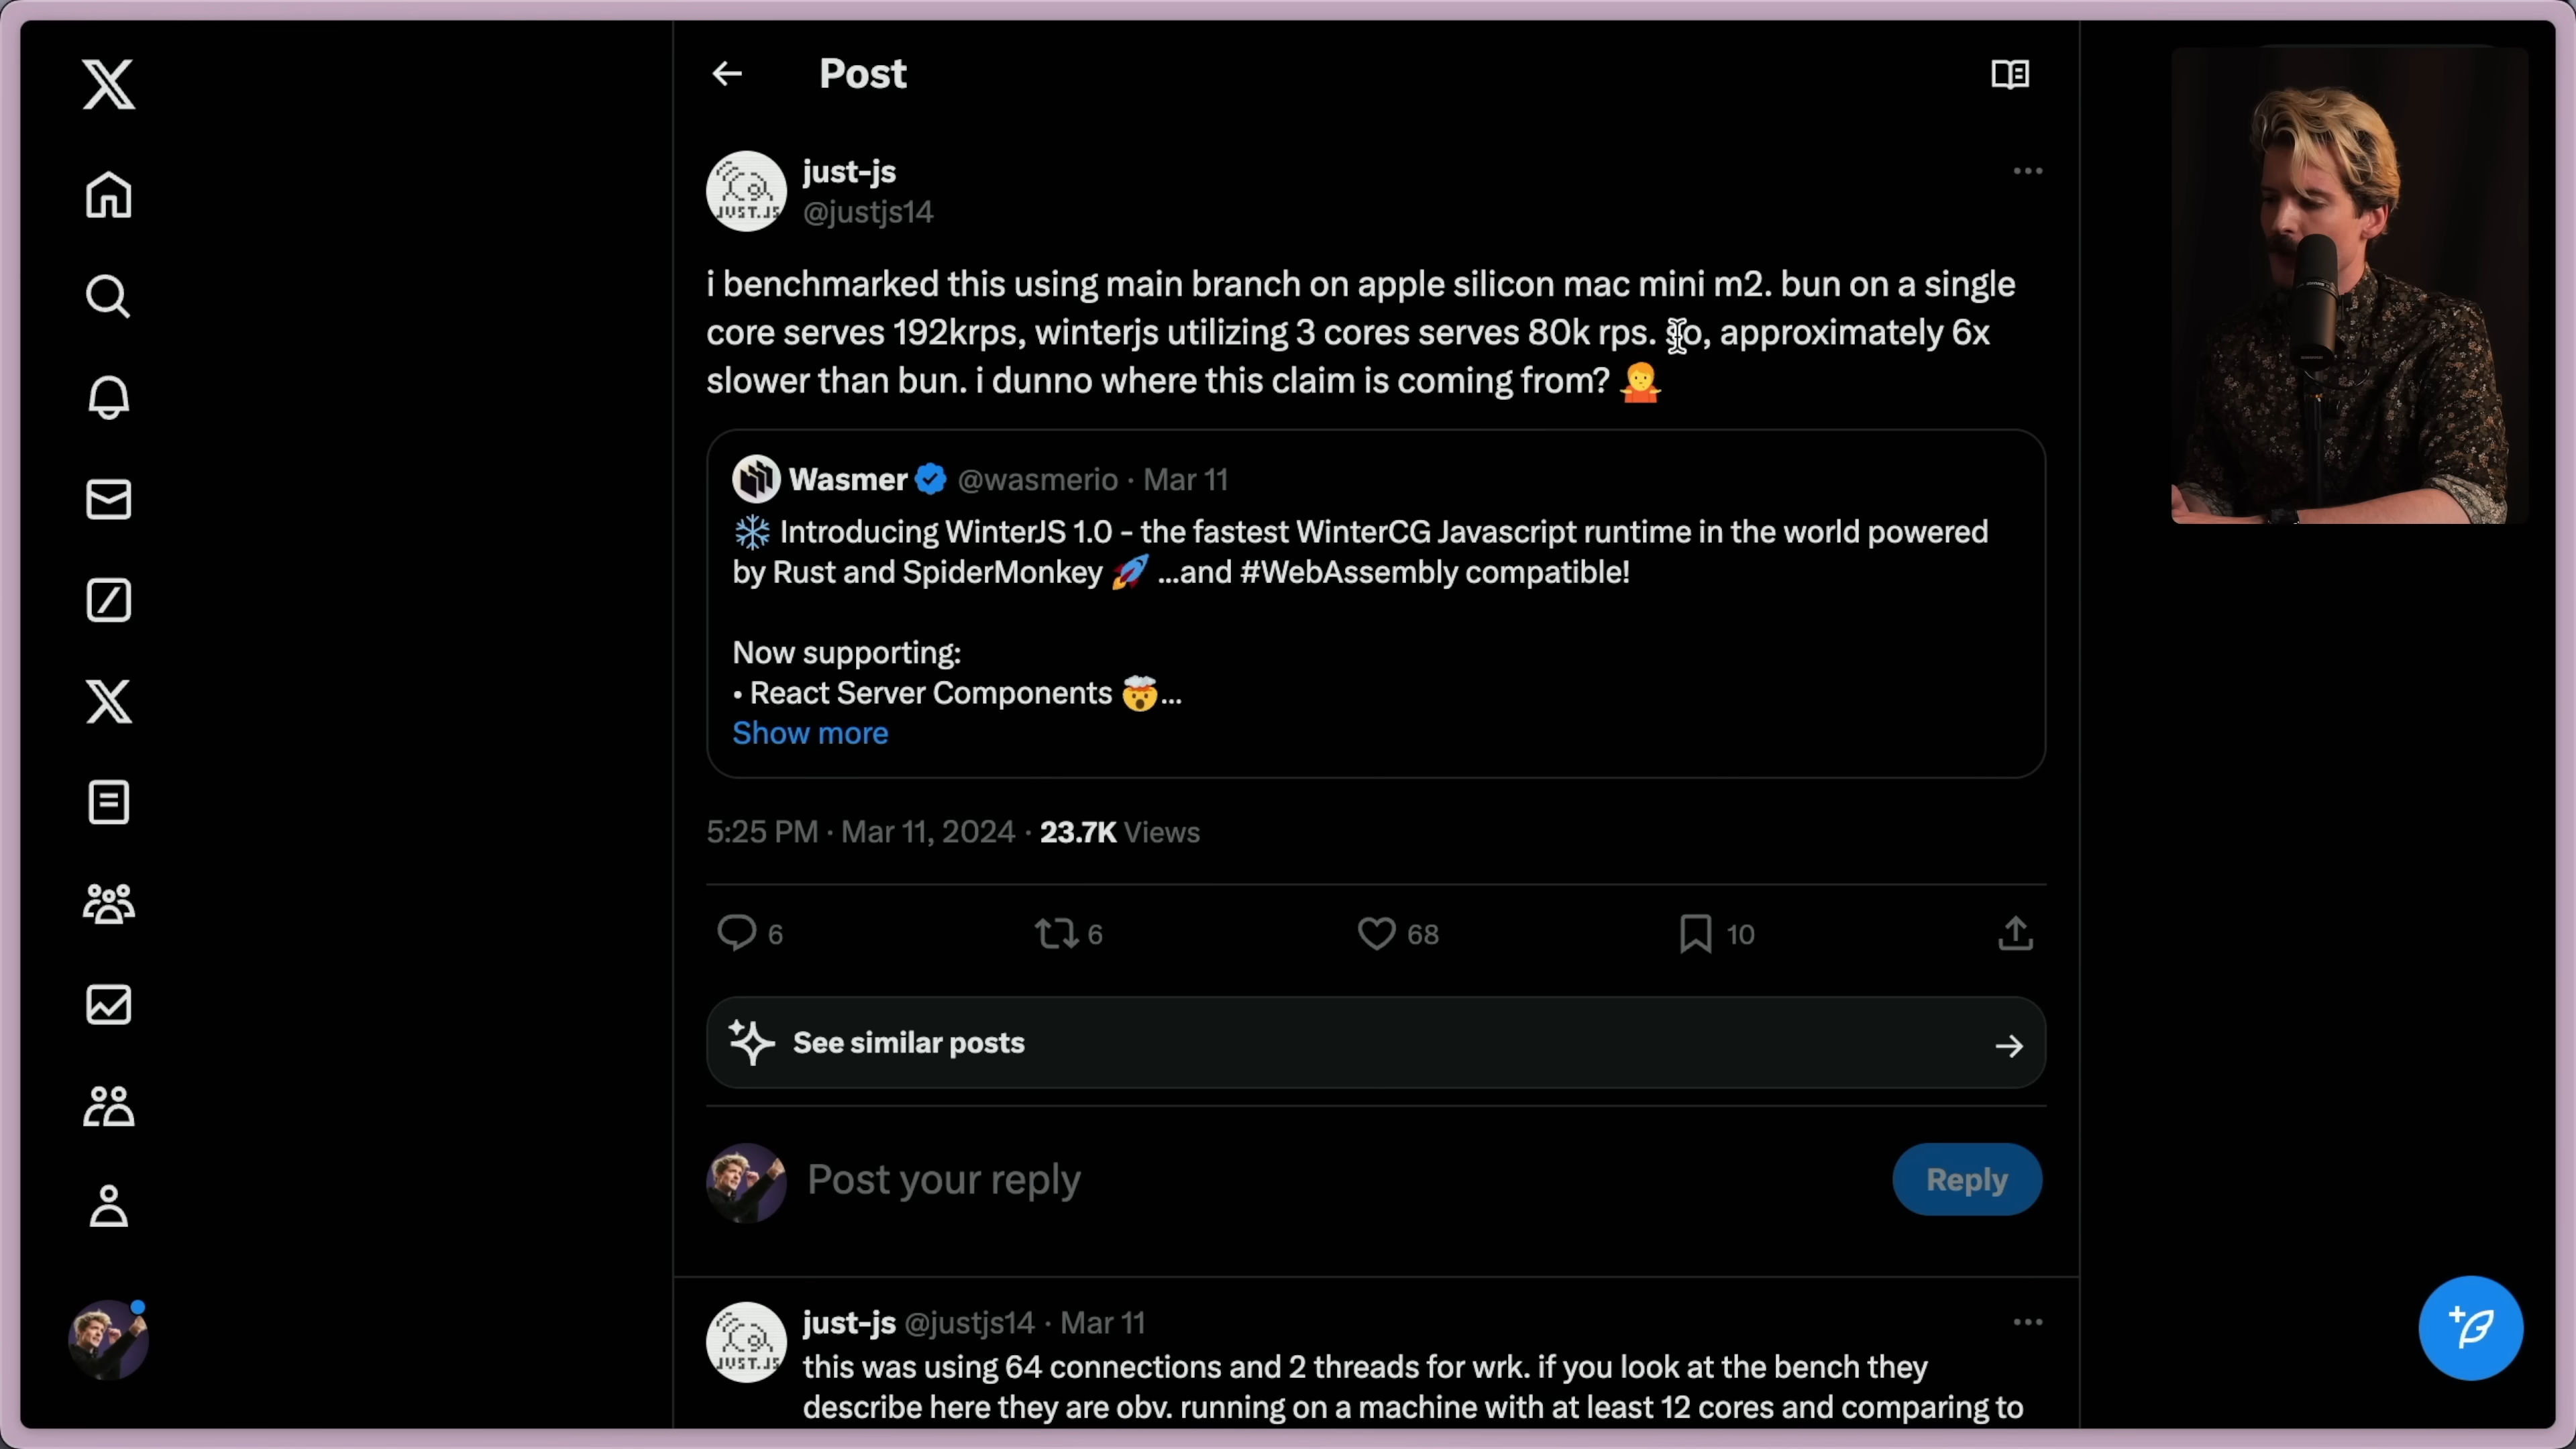 Post
just-js
@justjs14
i benchmarked this using main branch on apple silicon mac mini m2. bun on a single
core serves 192krps, winterjs utilizing 3 cores serves 80k rps. so, approximately 6x
slower than bun. i dunno where this claim is coming from? 🤷
Wasmer @wasmerio · Mar 11
❄️ Introducing WinterJS 1.0 - the fastest WinterCG Javascript runtime in the world powered
by Rust and SpiderMonkey 🚀 ...and #WebAssembly compatible!
Now supporting:
• React Server Components 🤯...
Show more
5:25 PM · Mar 11, 2024 · 23.7K Views
6 6 68 10
See similar posts
Post your reply
Reply
just-js @justjs14 · Mar 11
this was using 64 connections and 2 threads for wrk. if you look at the bench they
describe here they are obv. running on a machine with at least 12 cores and comparing to
JUST.JS
JUST.JS